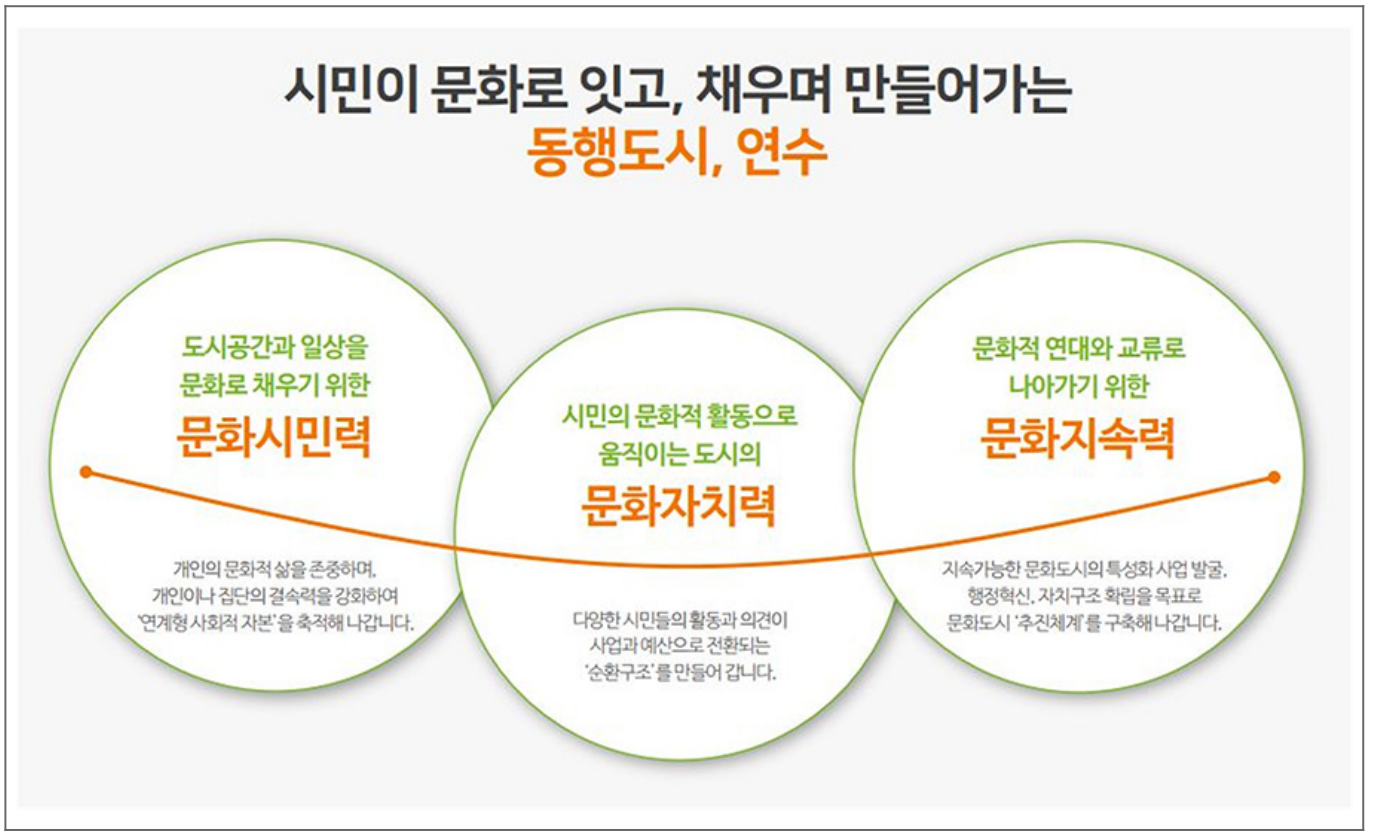 시민이 문화로 잇고, 채우며 만들어가는
동행도시, 연수
도시공간과 일상을
문화로 채우기 위한
문화시민력
개인의 문화적 삶을 존중하며,
개인이나 집단의 결속력을 강화하여
‘연계형 사회적 자본’을 축적해 나갑니다.
시민의 문화적 활동으로
움직이는 도시의
문화자치력
다양한 시민들의 활동과 의견이
사업과 예산으로 전환되는
‘순환구조’를 만들어 갑니다.
문화적 연대와 교류로
나아가기 위한
문화지속력
지속가능한 문화도시의 특성화 사업 발굴,
행정혁신, 자치구조 확립을 목표로
문화도시 ‘추진체계’를 구축해 나갑니다.